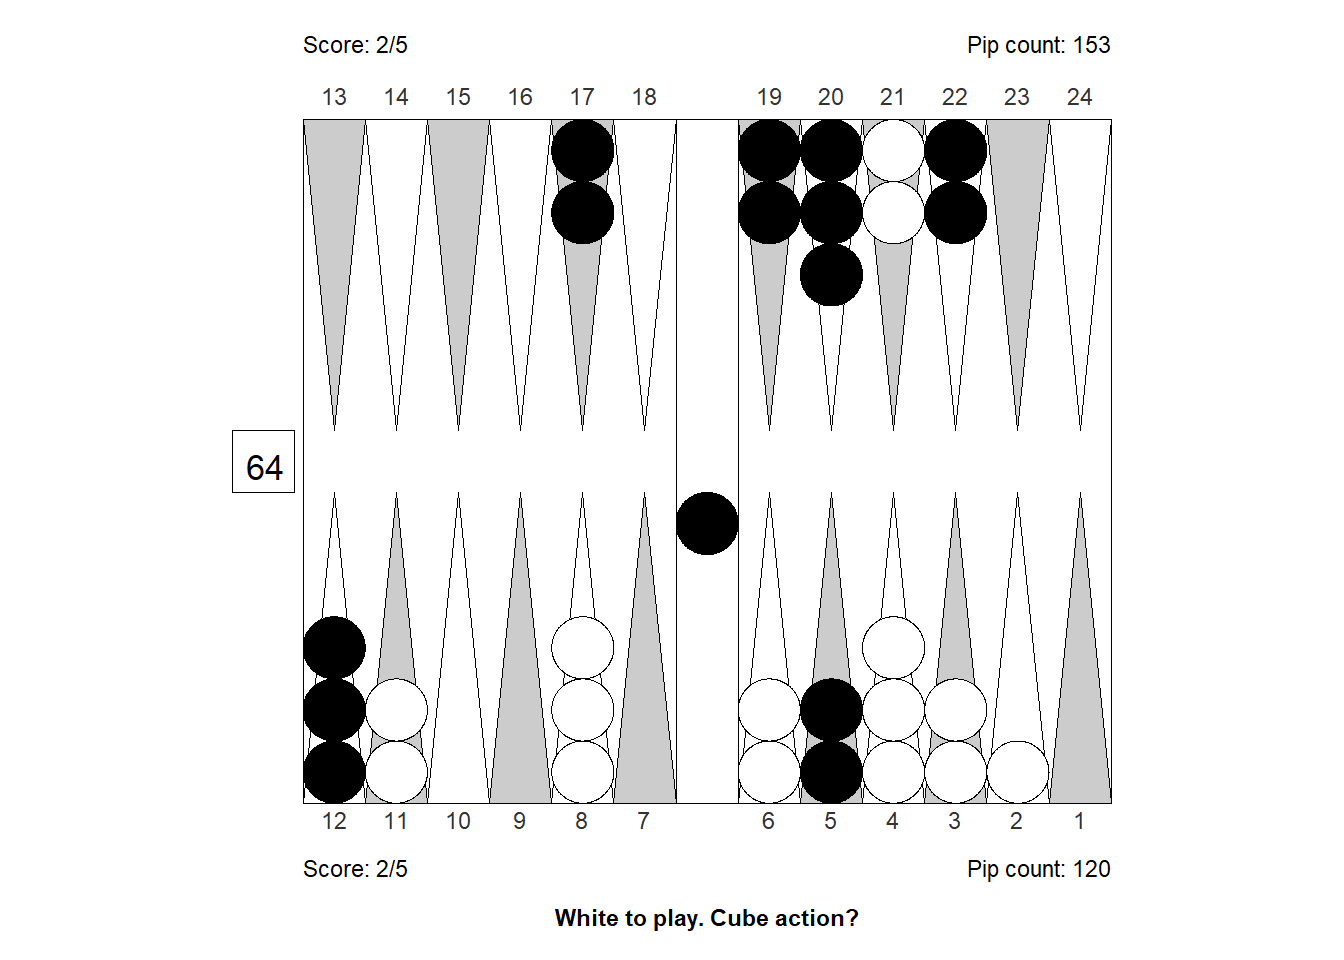 Score: 2/5 Pip count: 153
13 14 15 16 17 18 19 20 21 22 23 24
64
12 11 10 9 8 7 6 5 4 3 2 1
Score: 2/5 Pip count: 120
White to play. Cube action?